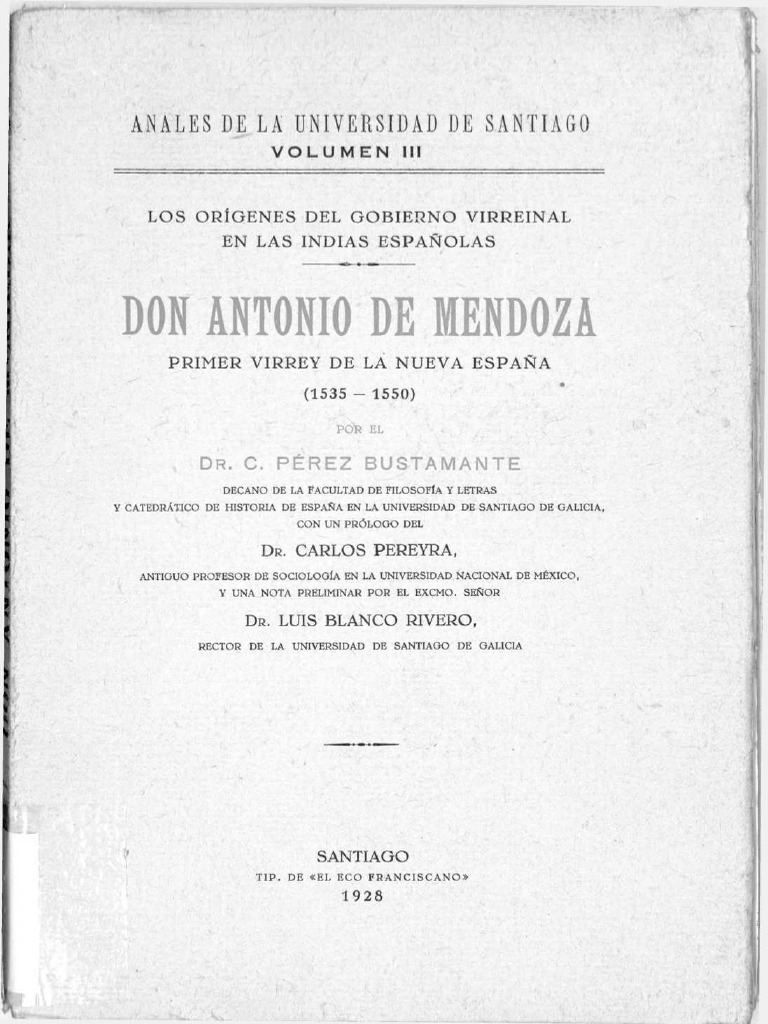 ANALES DE LA UNIVERSIDAD DE SANTIAGO
VOLUMEN III
LOS ORÍGENES DEL GOBIERNO VIRREINAL
EN LAS INDIAS ESPAÑOLAS
DON ANTONIO DE MENDOZA
PRIMER VIRREY DE LA NUEVA ESPAÑA
(1535 – 1550)
POR EL
DR. C. PÉREZ BUSTAMANTE
DECANO DE LA FACULTAD DE FILOSOFÍA Y LETRAS
Y CATEDRÁTICO DE HISTORIA DE ESPAÑA EN LA UNIVERSIDAD DE SANTIAGO DE GALICIA,
CON UN PRÓLOGO DEL
DR. CARLOS PEREYRA,
ANTIGUO PROFESOR DE SOCIOLOGÍA EN LA UNIVERSIDAD NACIONAL DE MÉXICO,
Y UNA NOTA PRELIMINAR POR EL EXCMO. SEÑOR
DR. LUIS BLANCO RIVERO,
RECTOR DE LA UNIVERSIDAD DE SANTIAGO DE GALICIA
SANTIAGO
TIP. DE «EL ECO FRANCISCANO»
1928